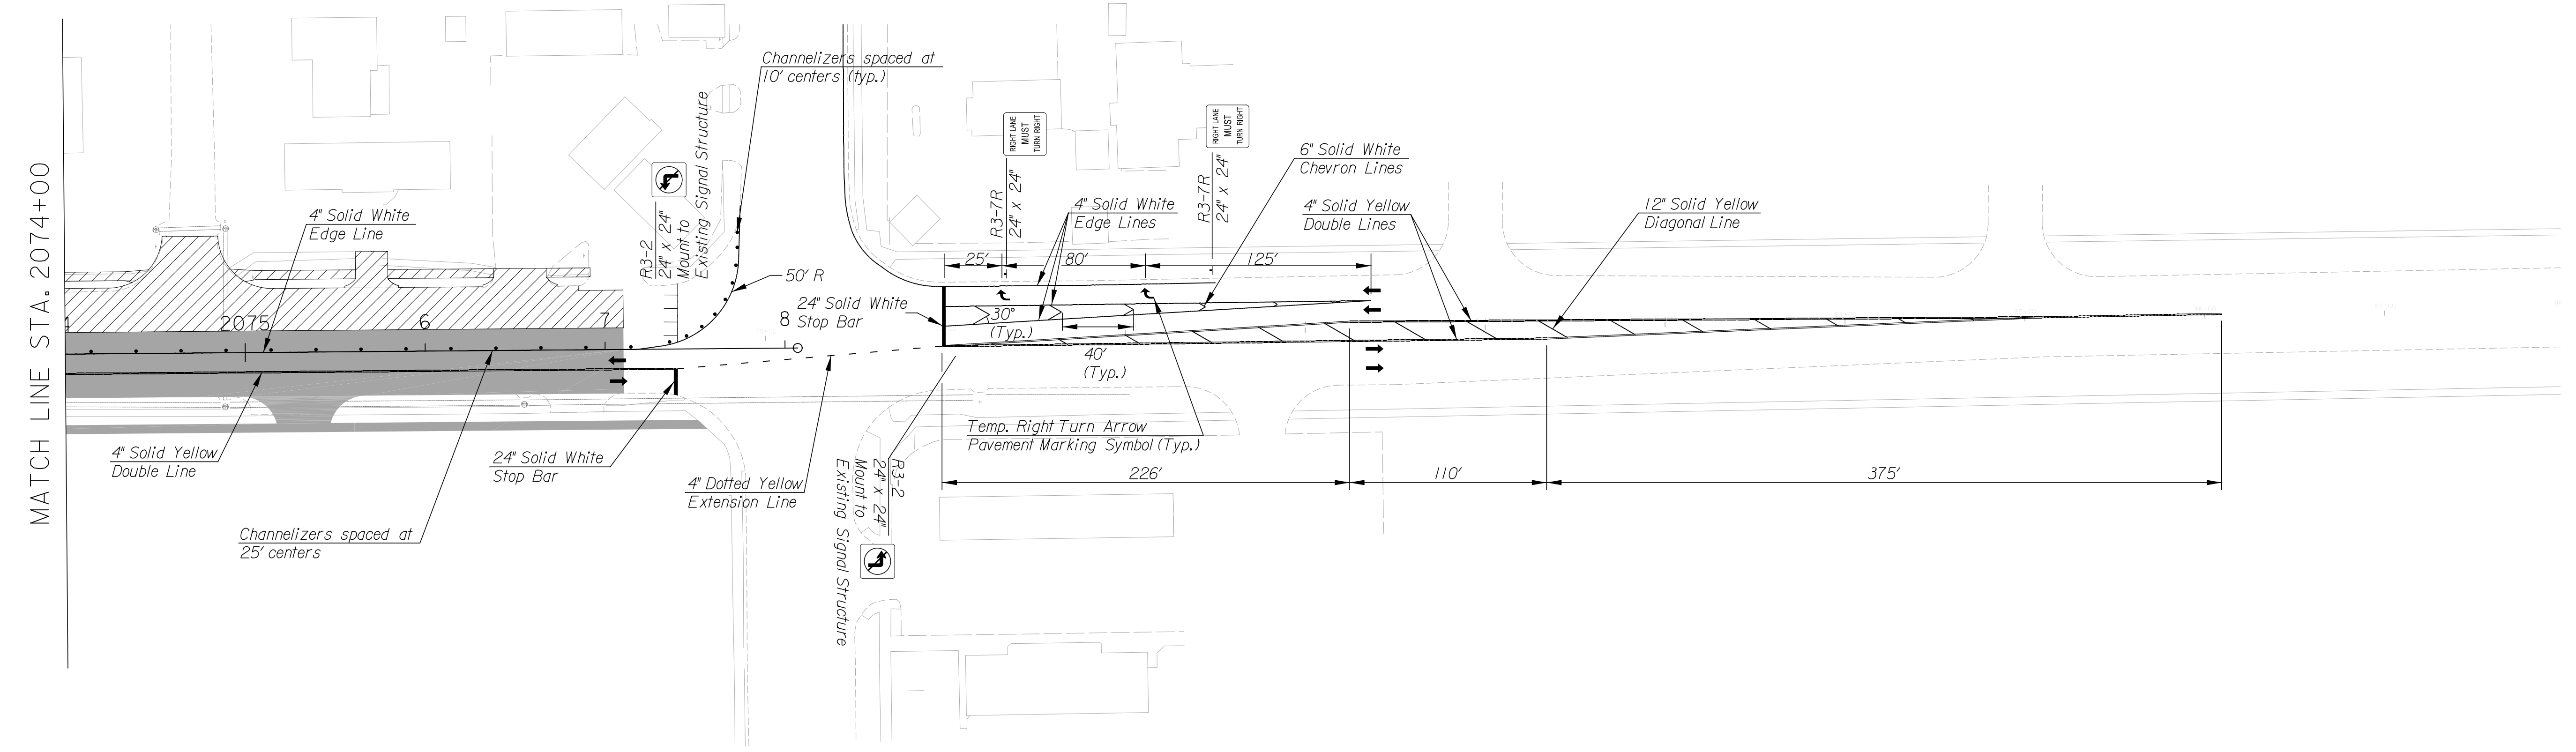 MATCH LINE STA. 2074+00
4" Solid White
Edge Line
2075
6
7
8
4" Solid Yellow
Double Line
Channelizers spaced at
25' centers
24" Solid White
Stop Bar
R3-2
24" x 24"
Mount to
Existing Signal Structure
Channelizers spaced at
10' centers (typ.)
50' R
24" Solid White
Stop Bar
4" Dotted Yellow
Extension Line
R3-2
24" x 24"
Mount to
Existing Signal Structure
RIGHT LANE
MUST
TURN RIGHT
R3-7R
24" x 24"
RIGHT LANE
MUST
TURN RIGHT
R3-7R
24" x 24"
4" Solid White
Edge Lines
6" Solid White
Chevron Lines
4" Solid Yellow
Double Lines
12" Solid Yellow
Diagonal Line
25'
80'
125'
30°
(Typ.)
40'
(Typ.)
Temp. Right Turn Arrow
Pavement Marking Symbol (Typ.)
226'
110'
375'